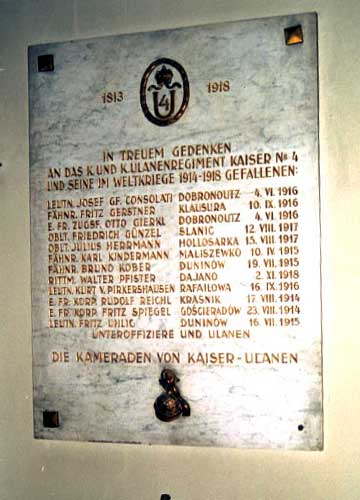 1813 U4 1918
IN TREUEM GEDENKEN
AN DAS K. UND K. ULANENREGIMENT KAISER No 4
UND SEINE IM WELTKRIEGE 1914-1918 GEFALLENEN:
LEUTN. JOSEF GF. CONSOLATI DOBRONOUTZ 4. VI. 1916
FÄHNR. FRITZ GERSTNER KLAUSURA 10. IX. 1916
E. FR. ZUGSF. OTTO GIERKL DOBRONOUTZ 4. VI. 1916
OBLT. FRIEDRICH GÜNZEL SLANIC 12. VIII. 1917
OBLT. JULIUS HERRMANN HOLLOSARKA 13. VIII. 1917
FÄHNR. KARL KINDERMANN MALISZEWKO 10. IV. 1915
FÄHNR. BRUNO KOBER DUNINÓW 19. VII. 1915
RITTM. WALTER PFISTER DAJANO 2. XI. 1918
LEUTN. KURT V. PIRKERSHAUSEN RAFAILOWA 16. IX. 1916
E. FR. KORP. RUDOLF REICHL KRASNIK 17. VIII. 1914
E. FR. KORP. FRITZ SPIEGEL GOŚCIERADÓW 23. VIII. 1914
LEUTN. FRITZ UHLIG DUNINÓW 16. VII. 1915
UNTEROFFIZIERE UND ULANEN
DIE KAMERADEN VON KAISER-ULANEN